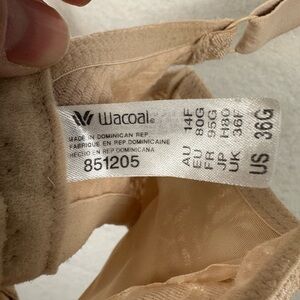 Wacoal®
MADE IN DOMINICAN REP.
FABRIQUE EN REP. DOMINICAINE
HECHO EN REP. DOMINICANA
851205
AU 14F
EU 80G
FR 95G
JP H80
UK 36F
US 36G